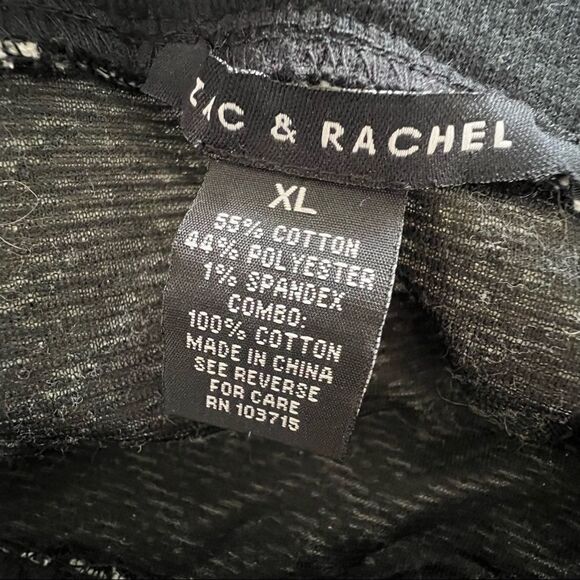 ZAC & RACHEL
XL
55% COTTON
44% POLYESTER
1% SPANDEX
COMBO:
100% COTTON
MADE IN CHINA
SEE REVERSE
FOR CARE
RN 103715